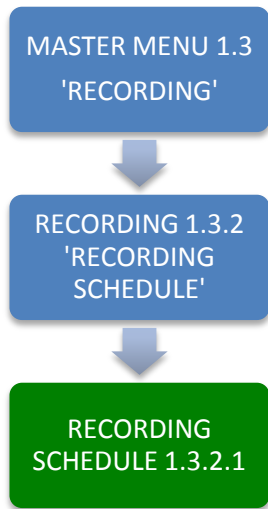 MASTER MENU 1.3
'RECORDING'
RECORDING 1.3.2
'RECORDING
SCHEDULE'
RECORDING
SCHEDULE 1.3.2.1